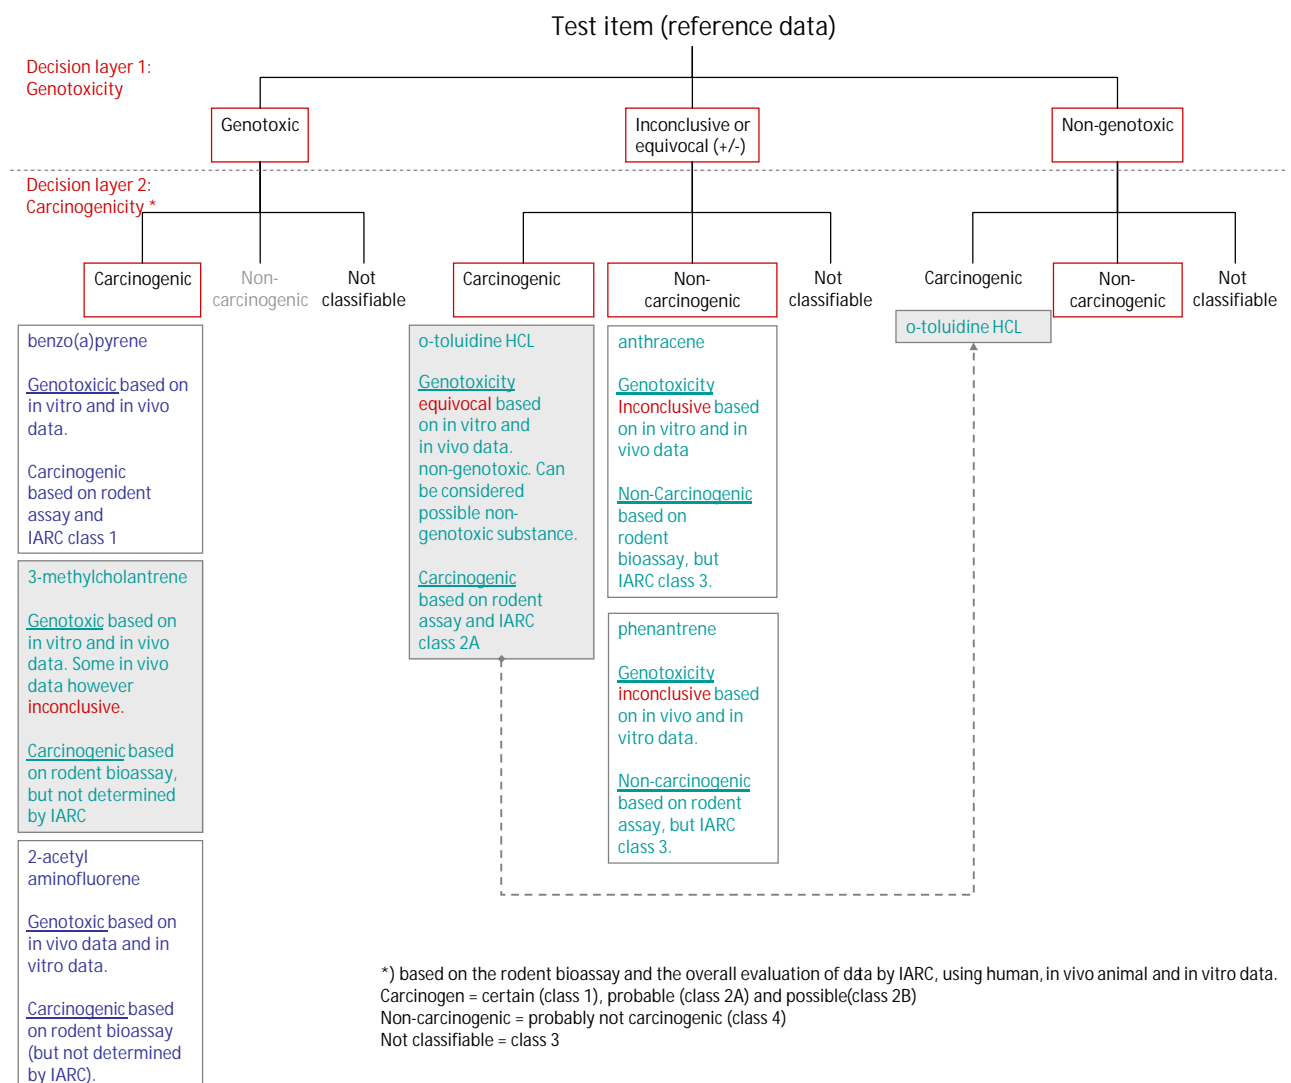 Test item (reference data)
Decision layer 1:
Genotoxicity
Genotoxic
Inconclusive or
equivocal (+/-)
Non-genotoxic
Decision layer 2:
Carcinogenicity *
Carcinogenic
Non-
carcinogenic
Not
classifiable
Carcinogenic
Non-
carcinogenic
Not
classifiable
Carcinogenic
Non-
carcinogenic
Not
classifiable
benzo(a)pyrene
Genotoxicic based on
in vitro and in vivo
data.
Carcinogenic
based on rodent
assay and
IARC class 1
3-methylcholantrene
Genotoxic based on
in vitro and in vivo
data. Some in vivo
data however
inconclusive.
Carcinogenic based
on rodent bioassay,
but not determined
by IARC
2-acetyl
aminofluorene
Genotoxic based on
in vivo data and in
vitro data.
Carcinogenic based
on rodent bioassay
(but not determined
by IARC).
o-toluidine HCL
Genotoxicity
equivocal based
on in vitro and
in vivo data.
non-genotoxic. Can
be considered
possible non-
genotoxic substance.
Carcinogenic
based on rodent
assay and IARC
class 2A
anthracene
Genotoxicity
Inconclusive based
on in vitro and in
vivo data
Non-Carcinogenic
based on
rodent
bioassay, but
IARC class 3.
phenantrene
Genotoxicity
inconclusive based
on in vivo and in
vitro data.
Non-carcinogenic
based on rodent
assay, but IARC
class 3.
o-toluidine HCL
*) based on the rodent bioassay and the overall evaluation of data by IARC, using human, in vivo animal and in vitro data.
Carcinogen = certain (class 1), probable (class 2A) and possible(class 2B)
Non-carcinogenic = probably not carcinogenic (class 4)
Not classifiable = class 3